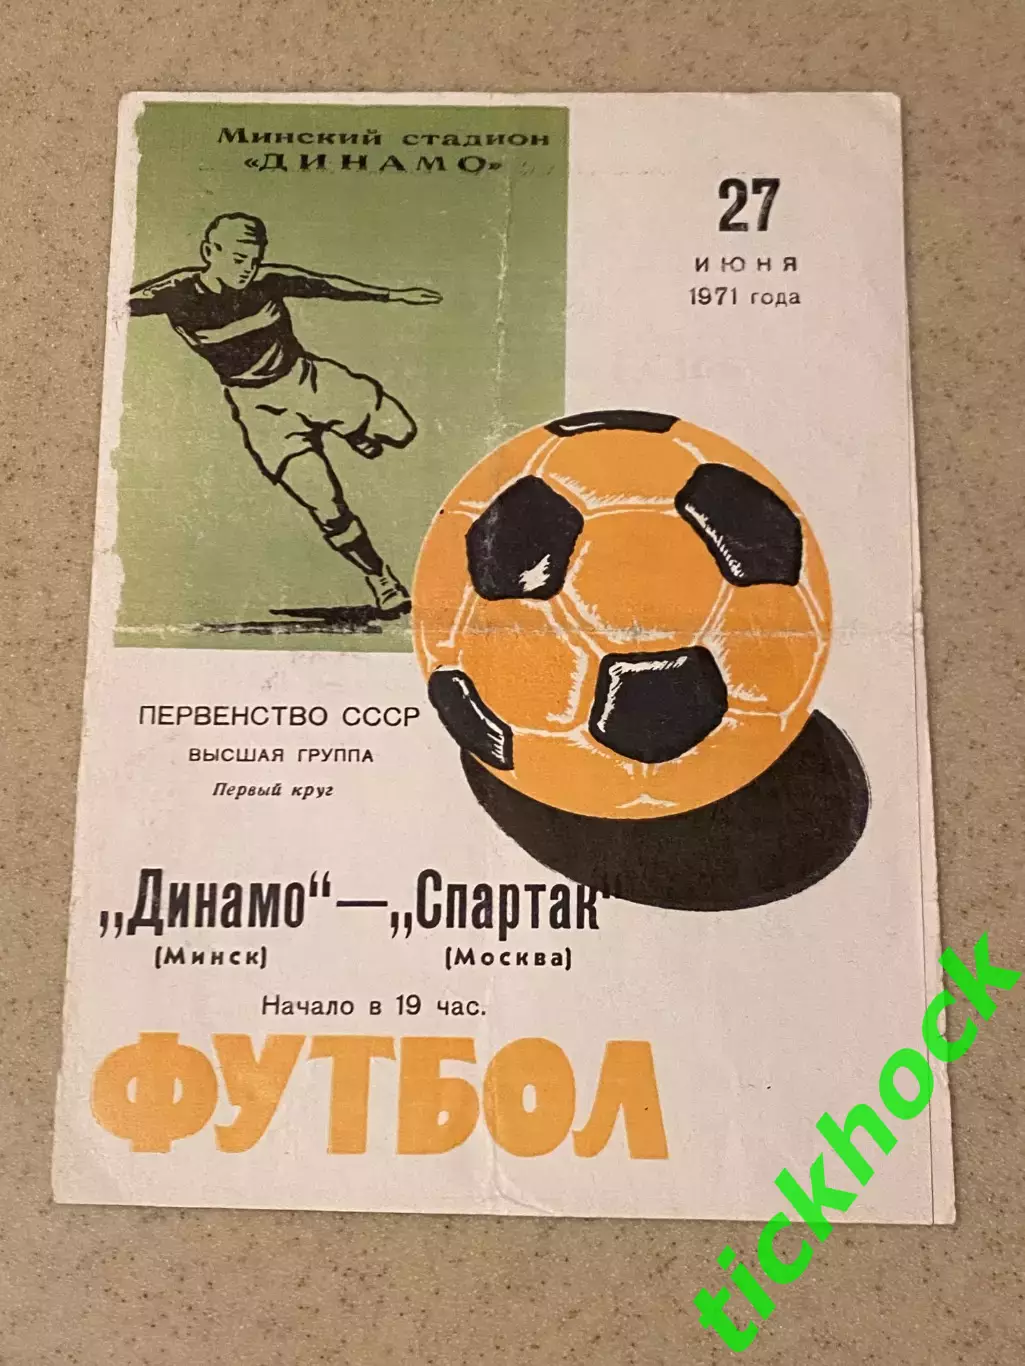 Минский стадион
«ДИНАМО»
27
ИЮНЯ
1971 года
ПЕРВЕНСТВО СССР
ВЫСШАЯ ГРУППА
Первый круг
„Динамо“ — „Спартак“
(Минск) (Москва)
Начало в 19 час.
ФУТБОЛ
tickhock